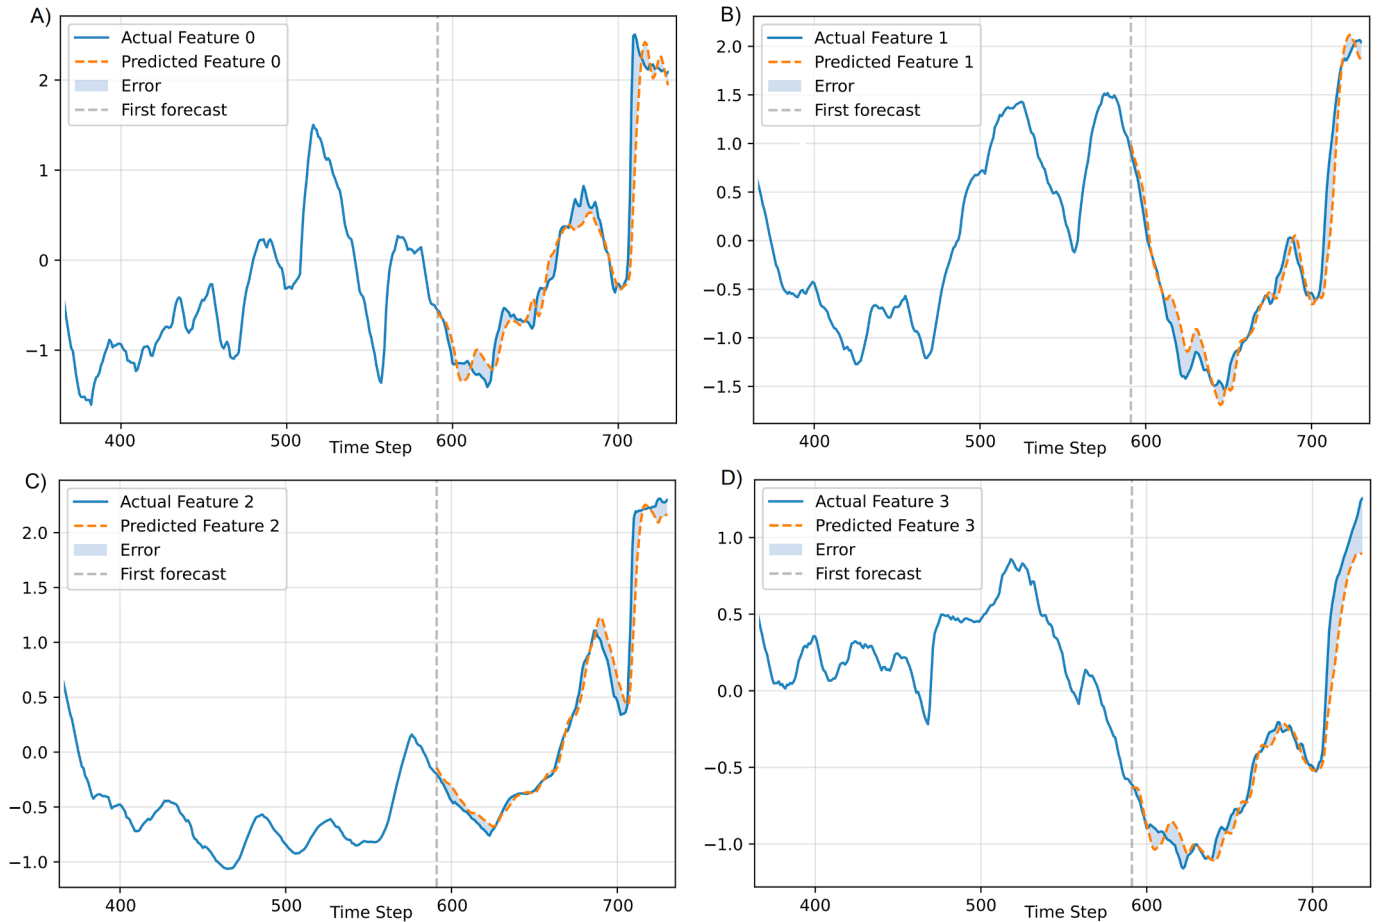 A)
Actual Feature 0
Predicted Feature 0
Error
First forecast
2
1
0
−1
400 500 600 700
Time Step
B)
Actual Feature 1
Predicted Feature 1
Error
First forecast
2.0
1.5
1.0
0.5
0.0
−0.5
−1.0
−1.5
400 500 600 700
Time Step
C)
Actual Feature 2
Predicted Feature 2
Error
First forecast
2.0
1.5
1.0
0.5
0.0
−0.5
−1.0
400 500 600 700
Time Step
D)
Actual Feature 3
Predicted Feature 3
Error
First forecast
1.0
0.5
0.0
−0.5
−1.0
400 500 600 700
Time Step